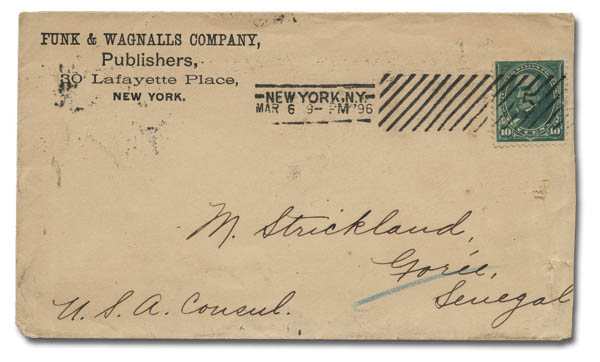 FUNK & WAGNALLS COMPANY,
Publishers,
30 Lafayette Place,
NEW YORK.
NEW YORK, N.Y.
MAR 6 9-PM '96
10 10
M. Strickland,
Gorée,
Senegal
U.S.A. Consul.